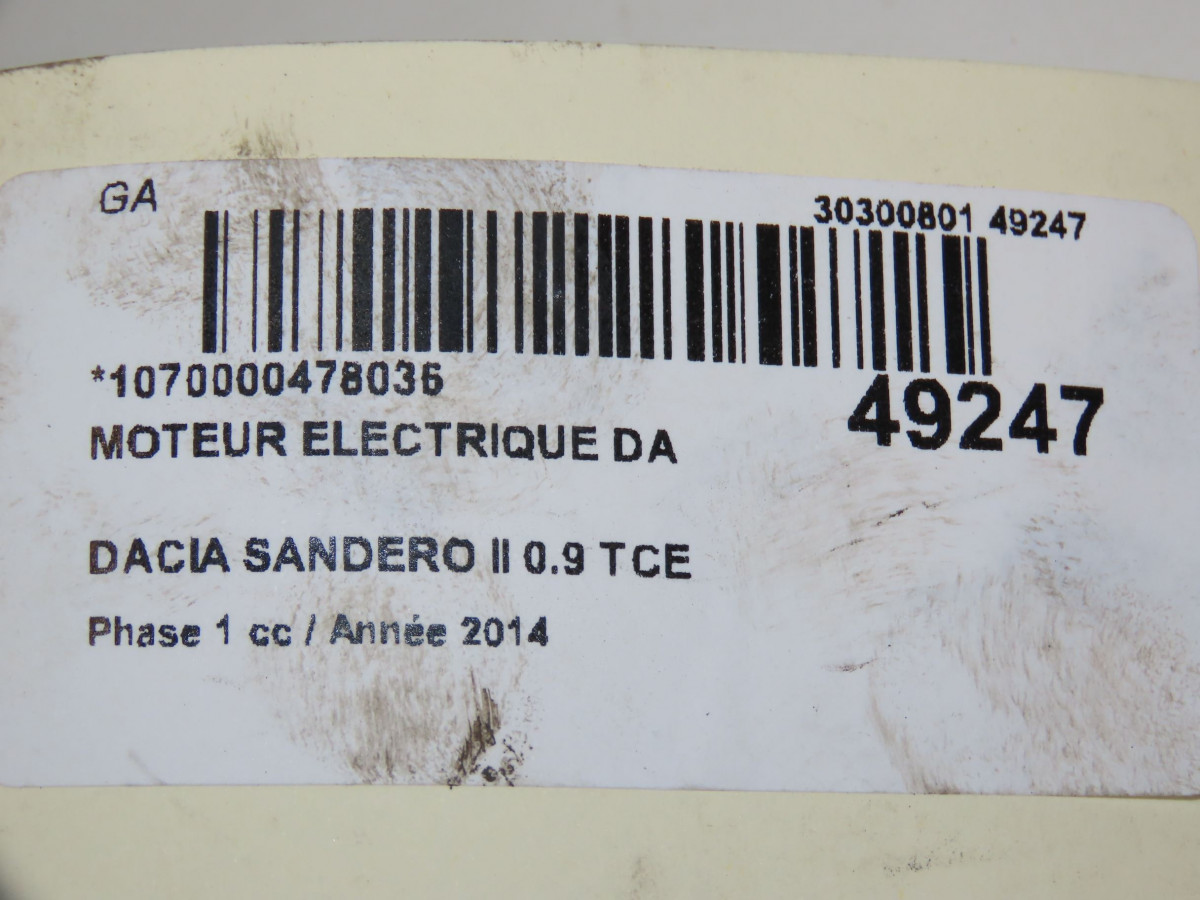 GA
30300801 49247
*1070000478036
49247
MOTEUR ELECTRIQUE DA
DACIA SANDERO II 0.9 TCE
Phase 1 cc / Année 2014